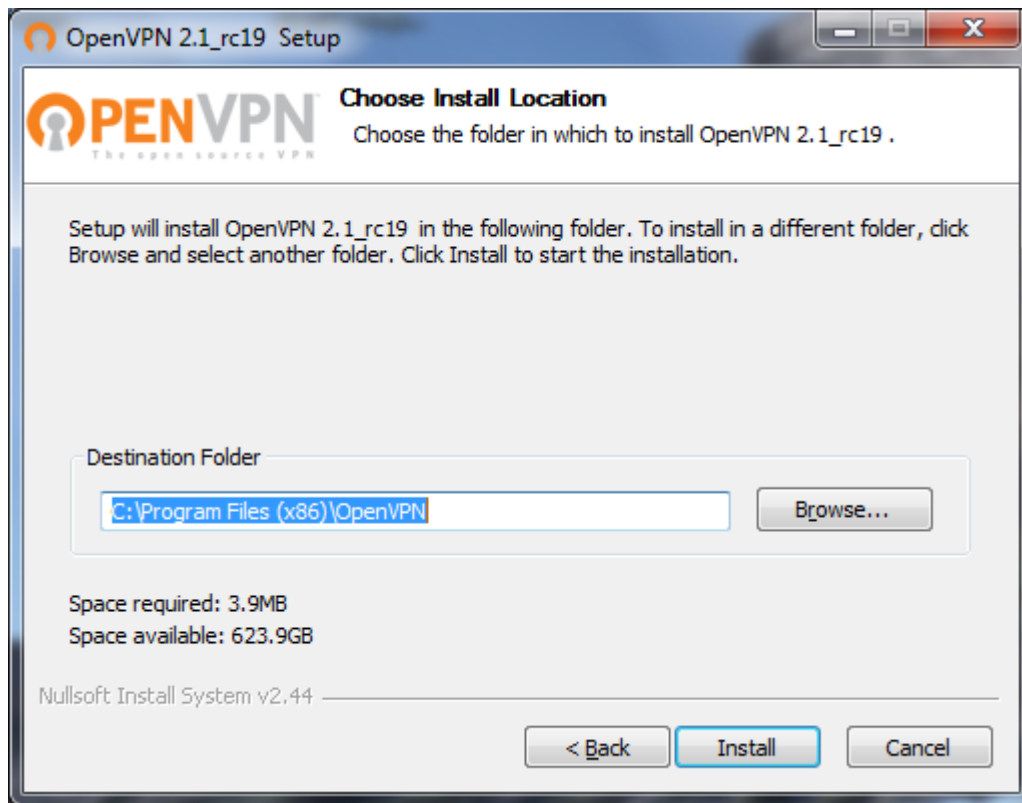 OpenVPN 2.1_rc19 Setup
OPENVPN™
The open source VPN
Choose Install Location
Choose the folder in which to install OpenVPN 2.1_rc19 .
Setup will install OpenVPN 2.1_rc19 in the following folder. To install in a different folder, click
Browse and select another folder. Click Install to start the installation.
Destination Folder
C:\Program Files (x86)\OpenVPN
Browse...
Space required: 3.9MB
Space available: 623.9GB
Nullsoft Install System v2.44
< Back
Install
Cancel